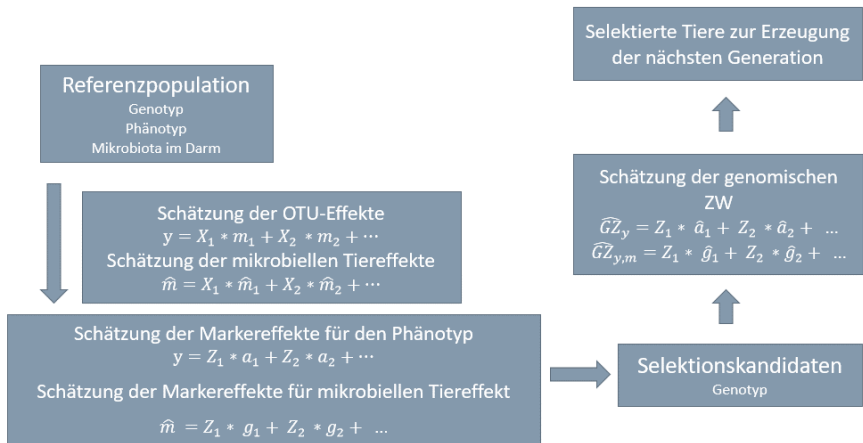 Referenzpopulation
Genotyp
Phänotyp
Mikrobiota im Darm
Schätzung der OTU-Effekte
y = X₁ * m₁ + X₂ * m₂ + ⋯
Schätzung der mikrobiellen Tiereffekte
m̂ = X₁ * m̂₁ + X₂ * m̂₂ + ⋯
Schätzung der Markereffekte für den Phänotyp
y = Z₁ * a₁ + Z₂ * a₂ + ⋯
Schätzung der Markereffekte für mikrobiellen Tiereffekt
m̂ = Z₁ * g₁ + Z₂ * g₂ + …
Selektionskandidaten
Genotyp
Schätzung der genomischen
ZW
ĜẐ_y = Z₁ * â₁ + Z₂ * â₂ + …
ĜẐ_y,m = Z₁ * ĝ₁ + Z₂ * ĝ₂ + …
Selektierte Tiere zur Erzeugung
der nächsten Generation